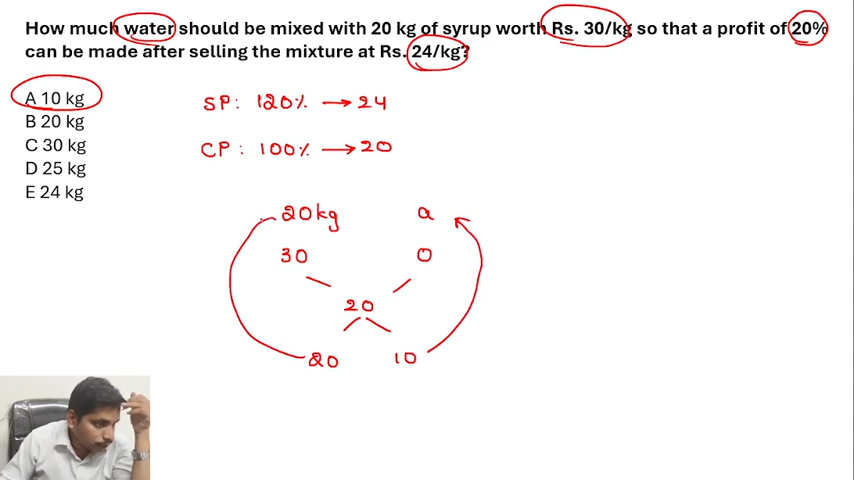 How much water should be mixed with 20 kg of syrup worth Rs. 30/kg so that a profit of 20%
can be made after selling the mixture at Rs. 24/kg?
A 10 kg
B 20 kg
C 30 kg
D 25 kg
E 24 kg
SP: 120% → 24
CP: 100% → 20
20kg a
30 0
20
20 10